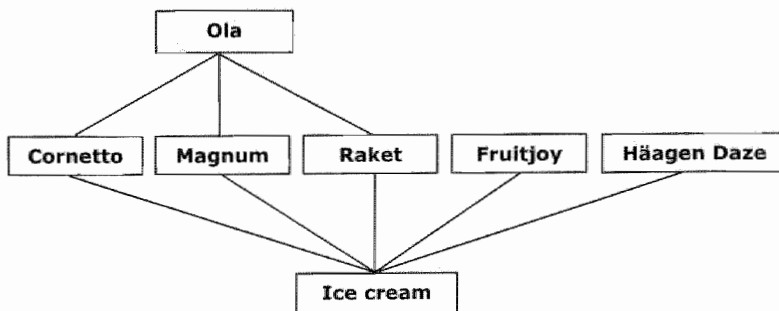 Ola
Cornetto
Magnum
Raket
Fruitjoy
Häagen Daze
Ice cream